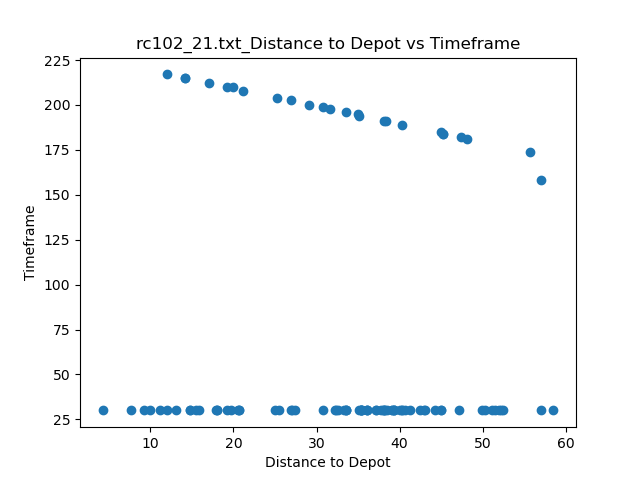 rc102_21.txt_Distance to Depot vs Timeframe
225
200
175
150
125
100
75
50
25
Timeframe
10 20 30 40 50 60
Distance to Depot